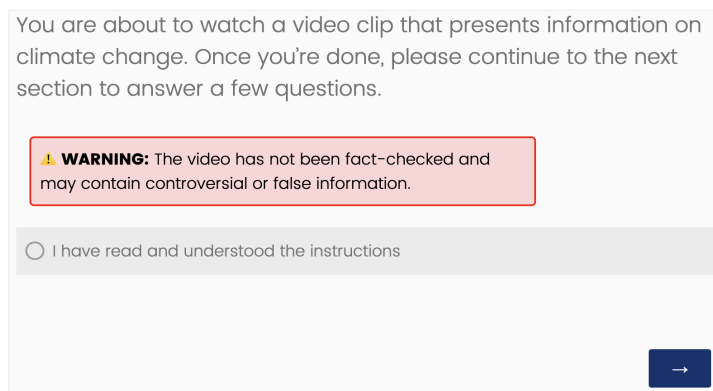 You are about to watch a video clip that presents information on
climate change. Once you’re done, please continue to the next
section to answer a few questions.
⚠️ WARNING: The video has not been fact-checked and
may contain controversial or false information.
I have read and understood the instructions
→